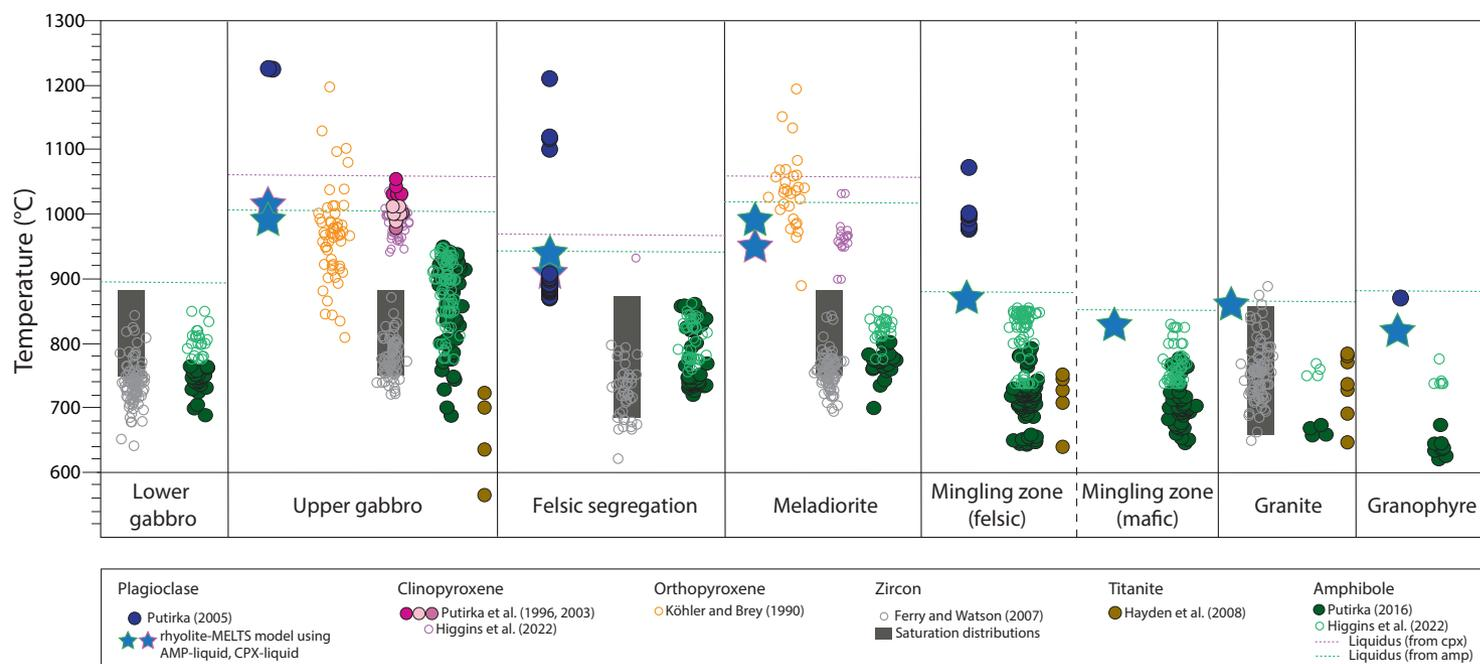 Temperature (°C)
1300
1200
1100
1000
900
800
700
600
Lower
gabbro
Upper gabbro
Felsic segregation
Meladiorite
Mingling zone
(felsic)
Mingling zone
(mafic)
Granite
Granophyre
Plagioclase
Putirka (2005)
rhyolite-MELTS model using
AMP-liquid, CPX-liquid
Clinopyroxene
Putirka et al. (1996, 2003)
Higgins et al. (2022)
Orthopyroxene
Köhler and Brey (1990)
Zircon
Ferry and Watson (2007)
Saturation distributions
Titanite
Hayden et al. (2008)
Amphibole
Putirka (2016)
Higgins et al. (2022)
Liquidus (from cpx)
Liquidus (from amp)